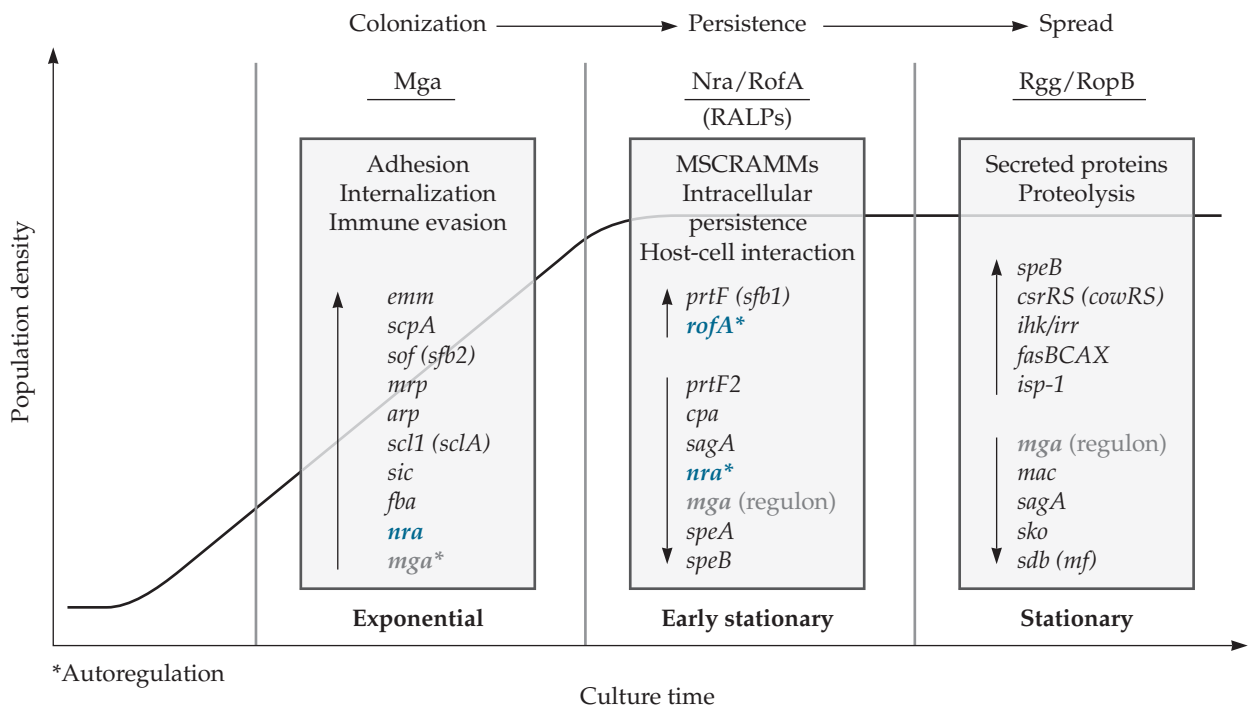 Colonization
Persistence
Spread
Mga
Nra/RofA
(RALPs)
Rgg/RopB
Adhesion
Internalization
Immune evasion
emm
scpA
sof (sfb2)
mrp
arp
scl1 (sclA)
sic
fba
nra
mga*
Exponential
MSCRAMMs
Intracellular
persistence
Host-cell interaction
prtF (sfb1)
rofA*
prtF2
cpa
sagA
nra*
mga (regulon)
speA
speB
Early stationary
Secreted proteins
Proteolysis
speB
csrRS (cowRS)
ihk/irr
fasBCAX
isp-1
mga (regulon)
mac
sagA
sko
sdb (mf)
Stationary
Population density
*Autoregulation
Culture time